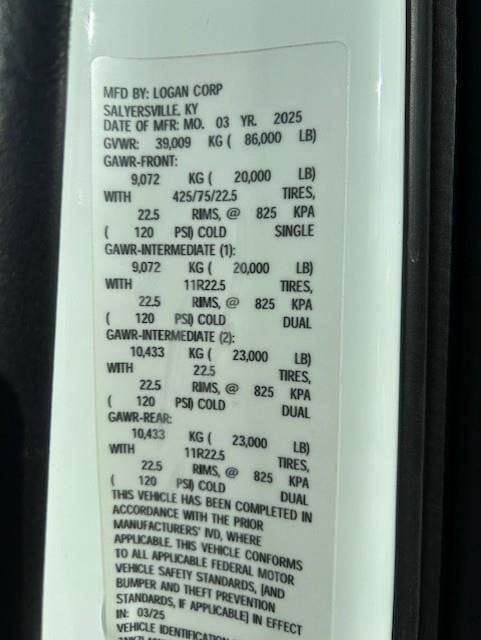 MFD BY: LOGAN CORP
SALYERSVILLE, KY
DATE OF MFR: MO. 03 YR. 2025
GVWR: 39,009 KG ( 86,000 LB)
GAWR-FRONT:
9,072 KG ( 20,000 LB)
WITH 425/75/22.5 TIRES,
22.5 RIMS, @ 825 KPA
( 120 PSI) COLD SINGLE
GAWR-INTERMEDIATE (1):
9,072 KG ( 20,000 LB)
WITH 11R22.5 TIRES,
22.5 RIMS, @ 825 KPA
( 120 PSI) COLD DUAL
GAWR-INTERMEDIATE (2):
10,433 KG ( 23,000 LB)
WITH 22.5 TIRES,
22.5 RIMS, @ 825 KPA
( 120 PSI) COLD DUAL
GAWR-REAR:
10,433 KG ( 23,000 LB)
WITH 11R22.5 TIRES,
22.5 RIMS, @ 825 KPA
( 120 PSI) COLD DUAL
THIS VEHICLE HAS BEEN COMPLETED IN
ACCORDANCE WITH THE PRIOR
MANUFACTURERS' IVD, WHERE
APPLICABLE. THIS VEHICLE CONFORMS
TO ALL APPLICABLE FEDERAL MOTOR
VEHICLE SAFETY STANDARDS, [AND
BUMPER AND THEFT PREVENTION
STANDARDS, IF APPLICABLE] IN EFFECT
IN: 03/25
VEHICLE IDENTIFICATION